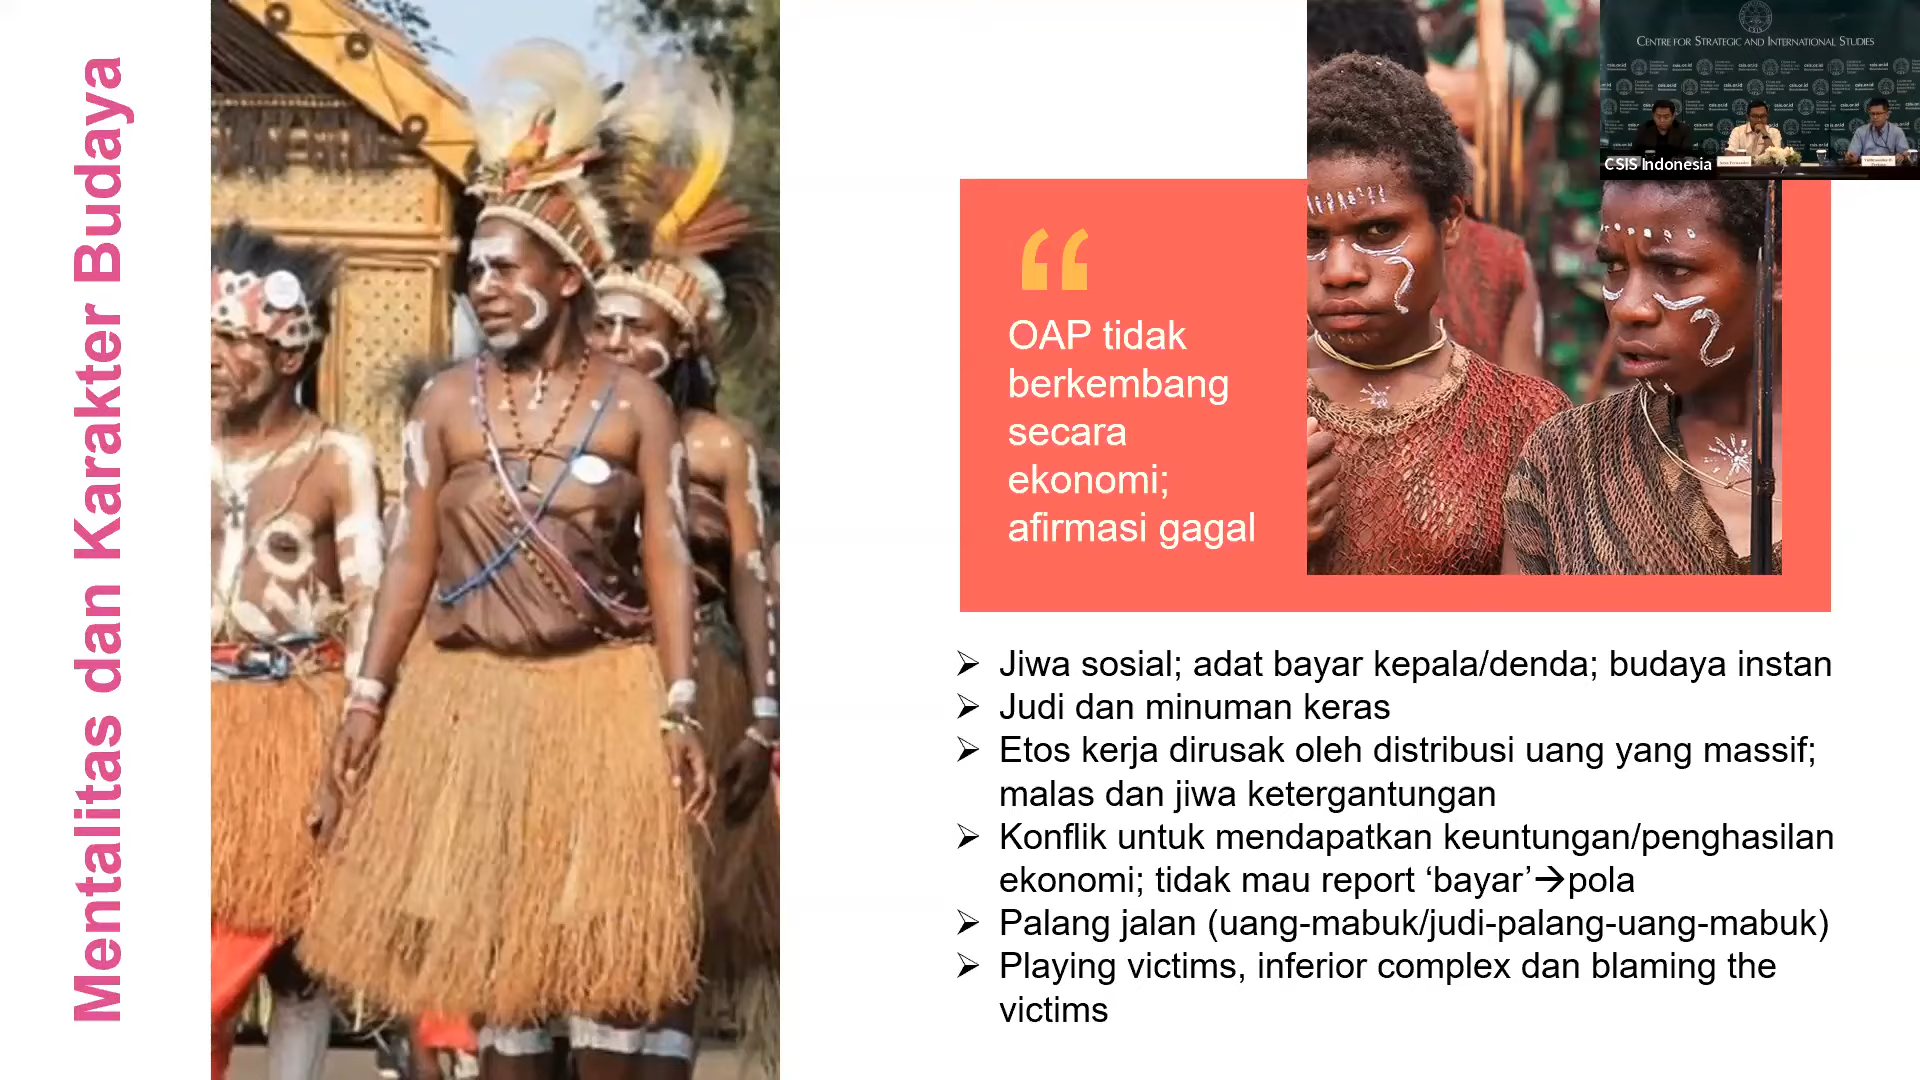 Mentalitas dan Karakter Budaya
CENTRE FOR STRATEGIC AND INTERNATIONAL STUDIES
CSIS Indonesia
“
OAP tidak
berkembang
secara
ekonomi;
afirmasi gagal
➢ Jiwa sosial; adat bayar kepala/denda; budaya instan
➢ Judi dan minuman keras
➢ Etos kerja dirusak oleh distribusi uang yang massif;
malas dan jiwa ketergantungan
➢ Konflik untuk mendapatkan keuntungan/penghasilan
ekonomi; tidak mau report ‘bayar’→pola
➢ Palang jalan (uang-mabuk/judi-palang-uang-mabuk)
➢ Playing victims, inferior complex dan blaming the
victims